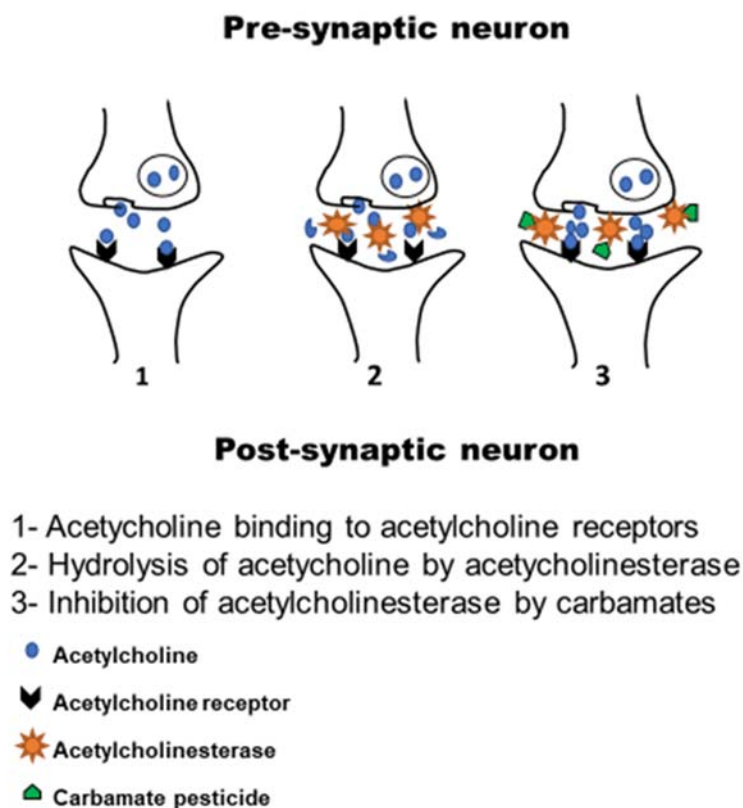 Pre-synaptic neuron
1
2
3
Post-synaptic neuron
1- Acetycholine binding to acetylcholine receptors
2- Hydrolysis of acetycholine by acetycholinesterase
3- Inhibition of acetylcholinesterase by carbamates
Acetylcholine
Acetylcholine receptor
Acetylcholinesterase
Carbamate pesticide